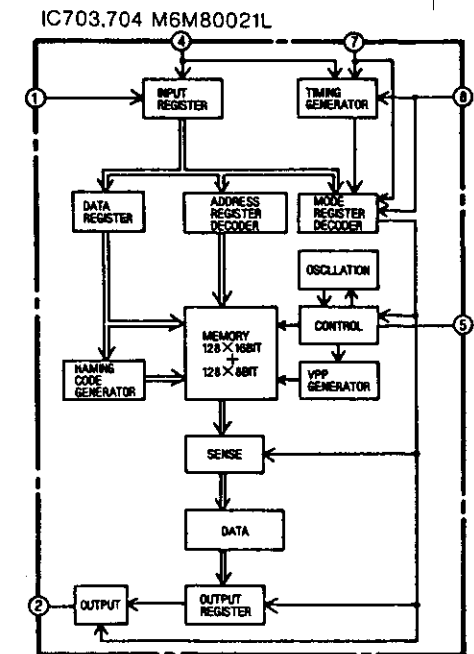 IC703,704 M6M80021L
4
7
1
INPUT
REGISTER
TIMING
GENERATOR
8
DATA
REGISTER
ADDRESS
REGISTER
DECODER
MODE
REGISTER
DECODER
OSCLLATION
MEMORY
128×16BIT
+
128×8BIT
CONTROL
5
HAMING
CODE
GENERATOR
VPP
GENERATOR
SENSE
DATA
2
OUTPUT
OUTPUT
REGISTER